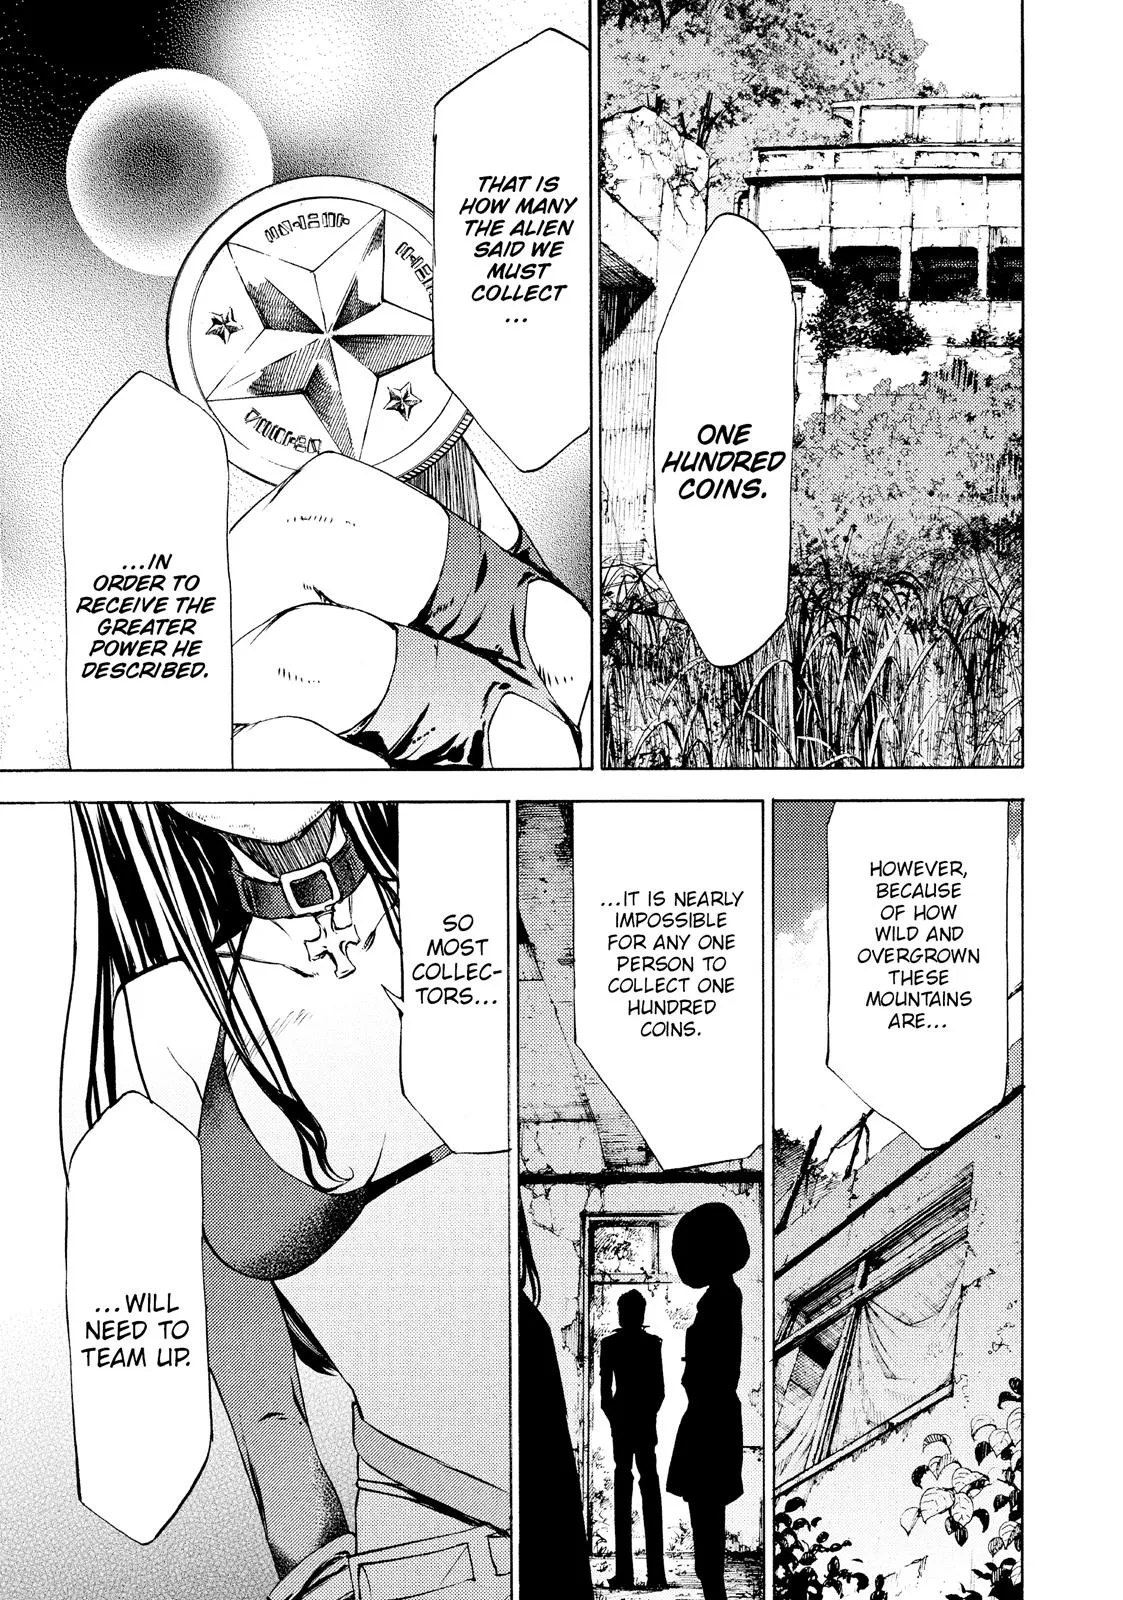 ONE
HUNDRED
COINS.
THAT IS
HOW MANY
THE ALIEN
SAID WE
MUST
COLLECT
...
...IN
ORDER TO
RECEIVE THE
GREATER
POWER HE
DESCRIBED.
HOWEVER,
BECAUSE
OF HOW
WILD AND
OVERGROWN
THESE
MOUNTAINS
ARE...
...IT IS NEARLY
IMPOSSIBLE
FOR ANY ONE
PERSON TO
COLLECT ONE
HUNDRED
COINS.
SO
MOST
COLLEC-
TORS...
...WILL
NEED TO
TEAM UP.